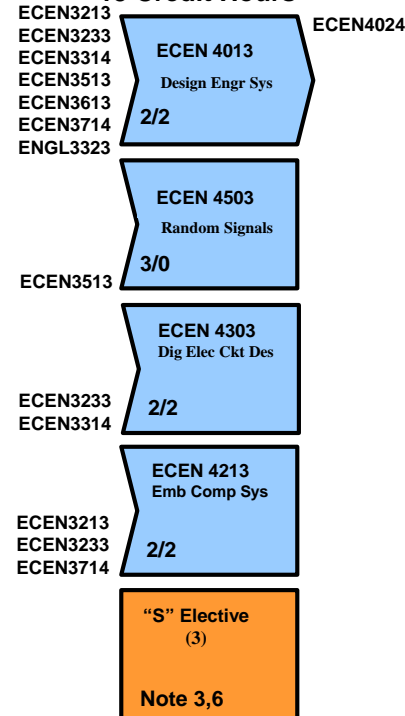 ECEN3213
ECEN3233
ECEN3314
ECEN3513
ECEN3613
ECEN3714
ENGL3323
ECEN 4013
Design Engr Sys
2/2
ECEN4024
ECEN 4503
Random Signals
3/0
ECEN3513
ECEN 4303
Dig Elec Ckt Des
2/2
ECEN3233
ECEN3314
ECEN 4213
Emb Comp Sys
2/2
ECEN3213
ECEN3233
ECEN3714
“S” Elective
(3)
Note 3,6